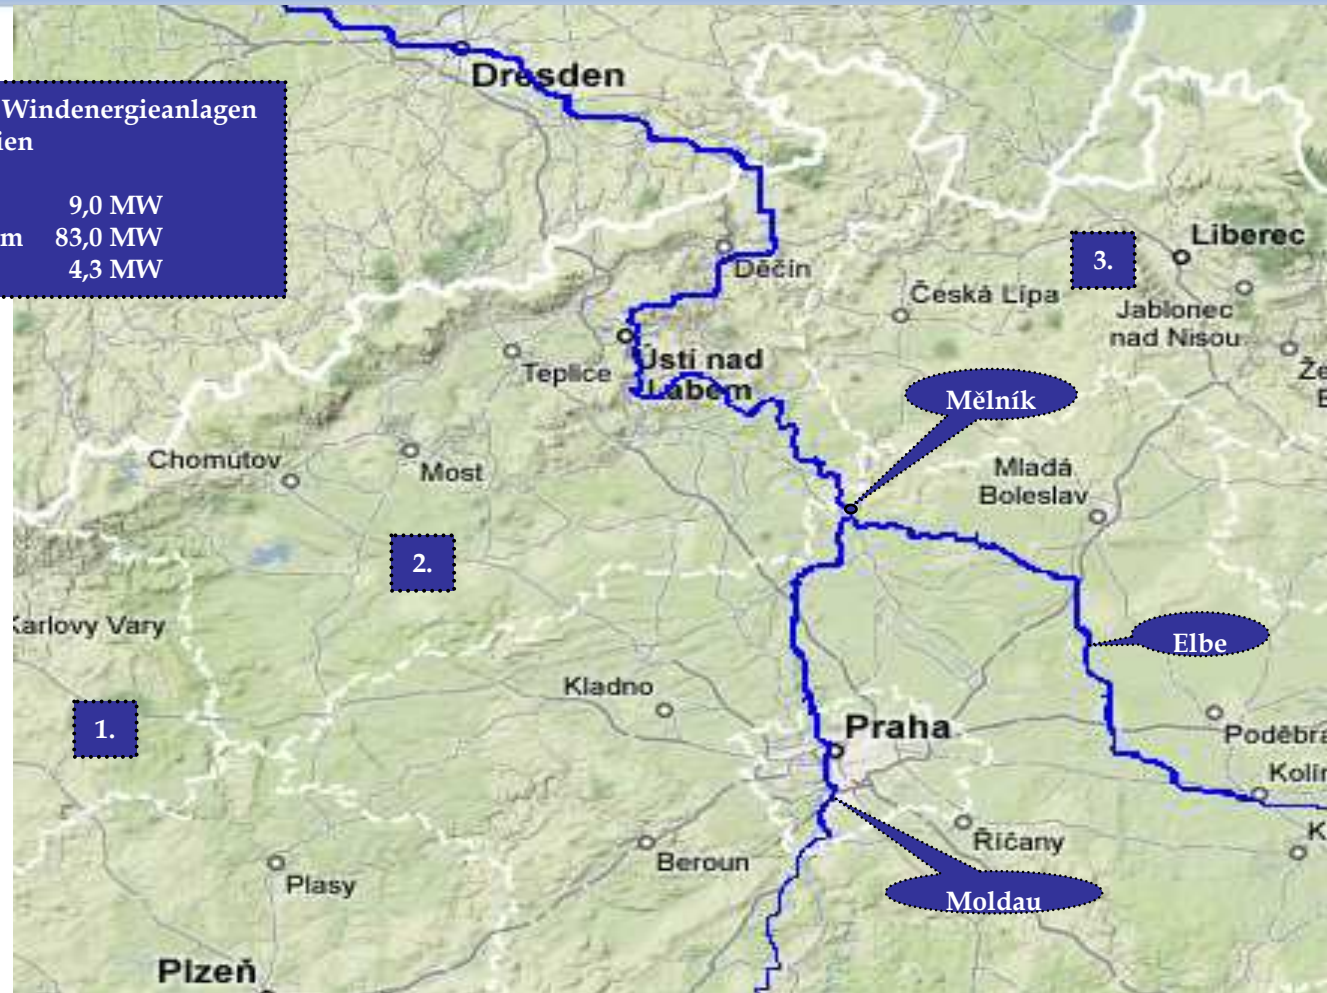 Dresden
Windenergieanlagen
ien
9,0 MW
m 83,0 MW
4,3 MW
Děčín
3.
Liberec
Česká Lípa
Jablonec
nad Nisou
Teplice
Ústí nad
Labem
Mělník
Chomutov
Most
Mladá
Boleslav
2.
Karlovy Vary
Elbe
Kladno
1.
Praha
Poděbra
Kolín
Říčany
Beroun
Plasy
Moldau
Plzeň